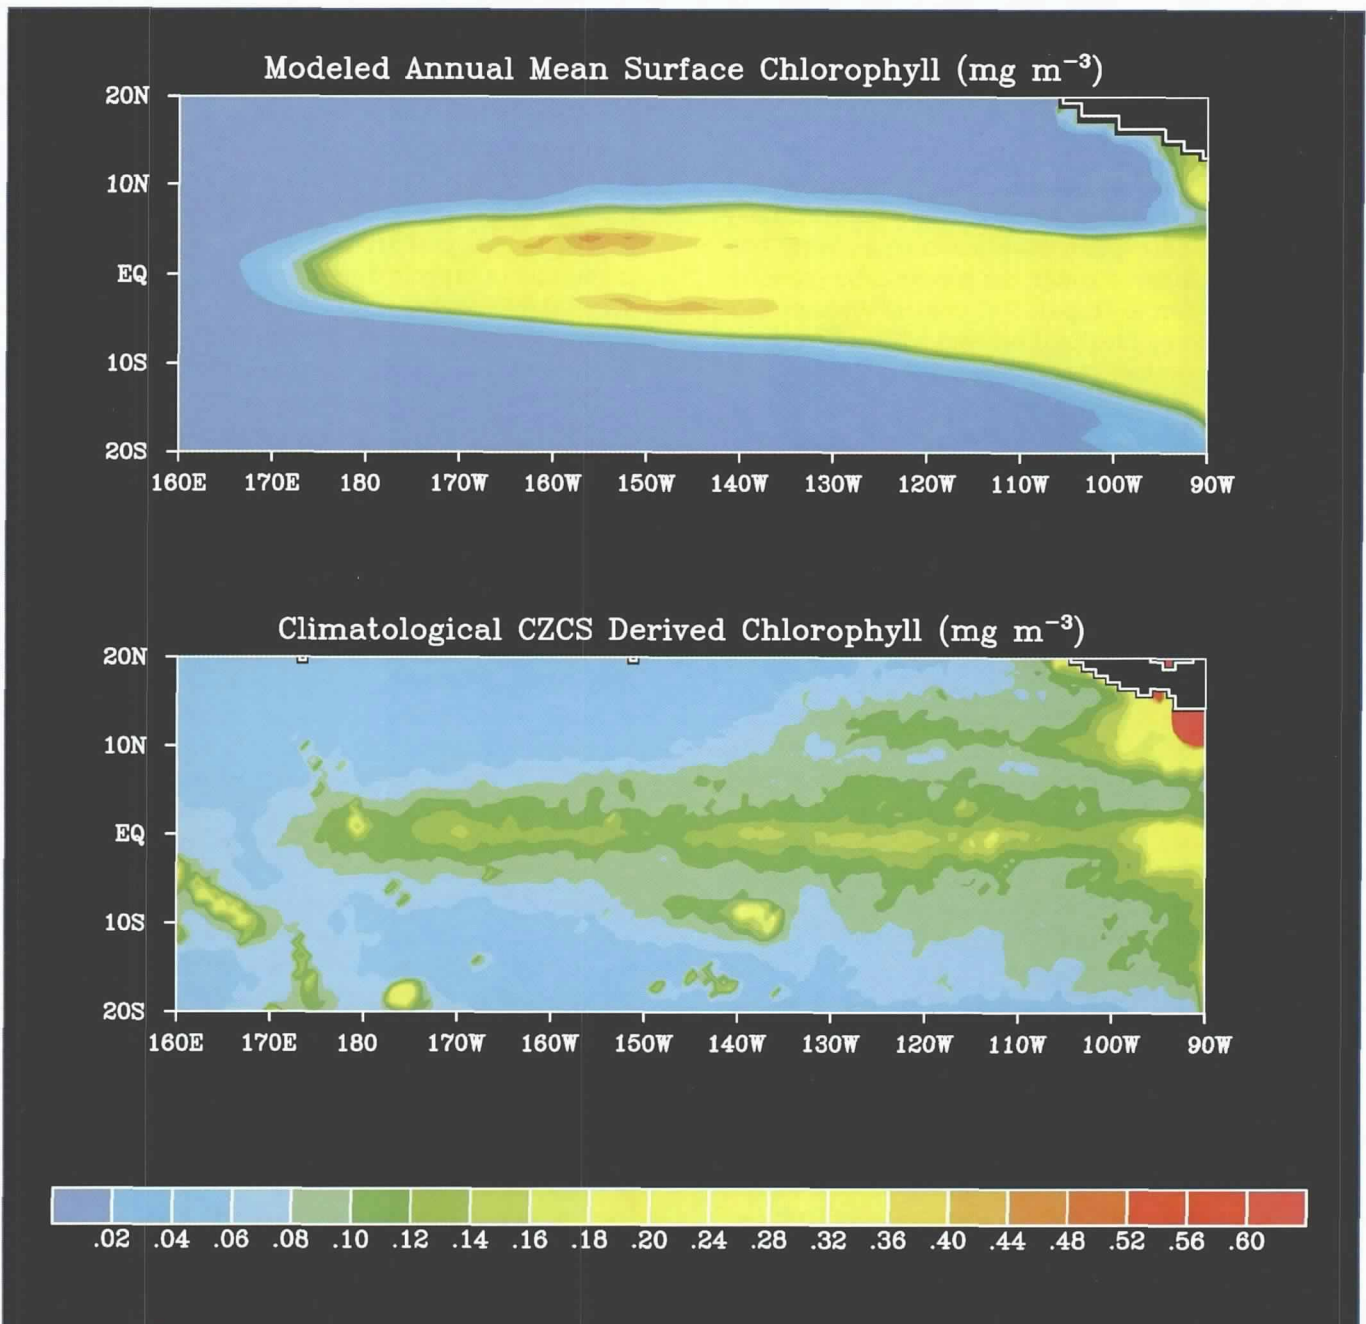 Modeled Annual Mean Surface Chlorophyll (mg m⁻³)
20N
10N
EQ
10S
20S
160E 170E 180 170W 160W 150W 140W 130W 120W 110W 100W 90W
Climatological CZCS Derived Chlorophyll (mg m⁻³)
20N
10N
EQ
10S
20S
160E 170E 180 170W 160W 150W 140W 130W 120W 110W 100W 90W
.02 .04 .06 .08 .10 .12 .14 .16 .18 .20 .24 .28 .32 .36 .40 .44 .48 .52 .56 .60